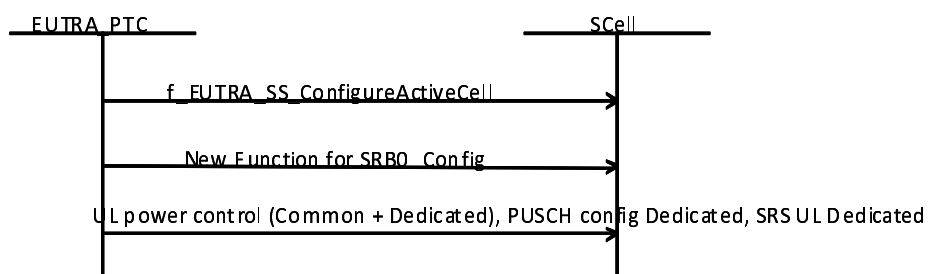 EUTRA_PTC
SCell
f_EUTRA_SS_ConfigureActiveCell
New Function for SRB0_Config
UL power control (Common + Dedicated), PUSCH config Dedicated, SRS UL Dedicated